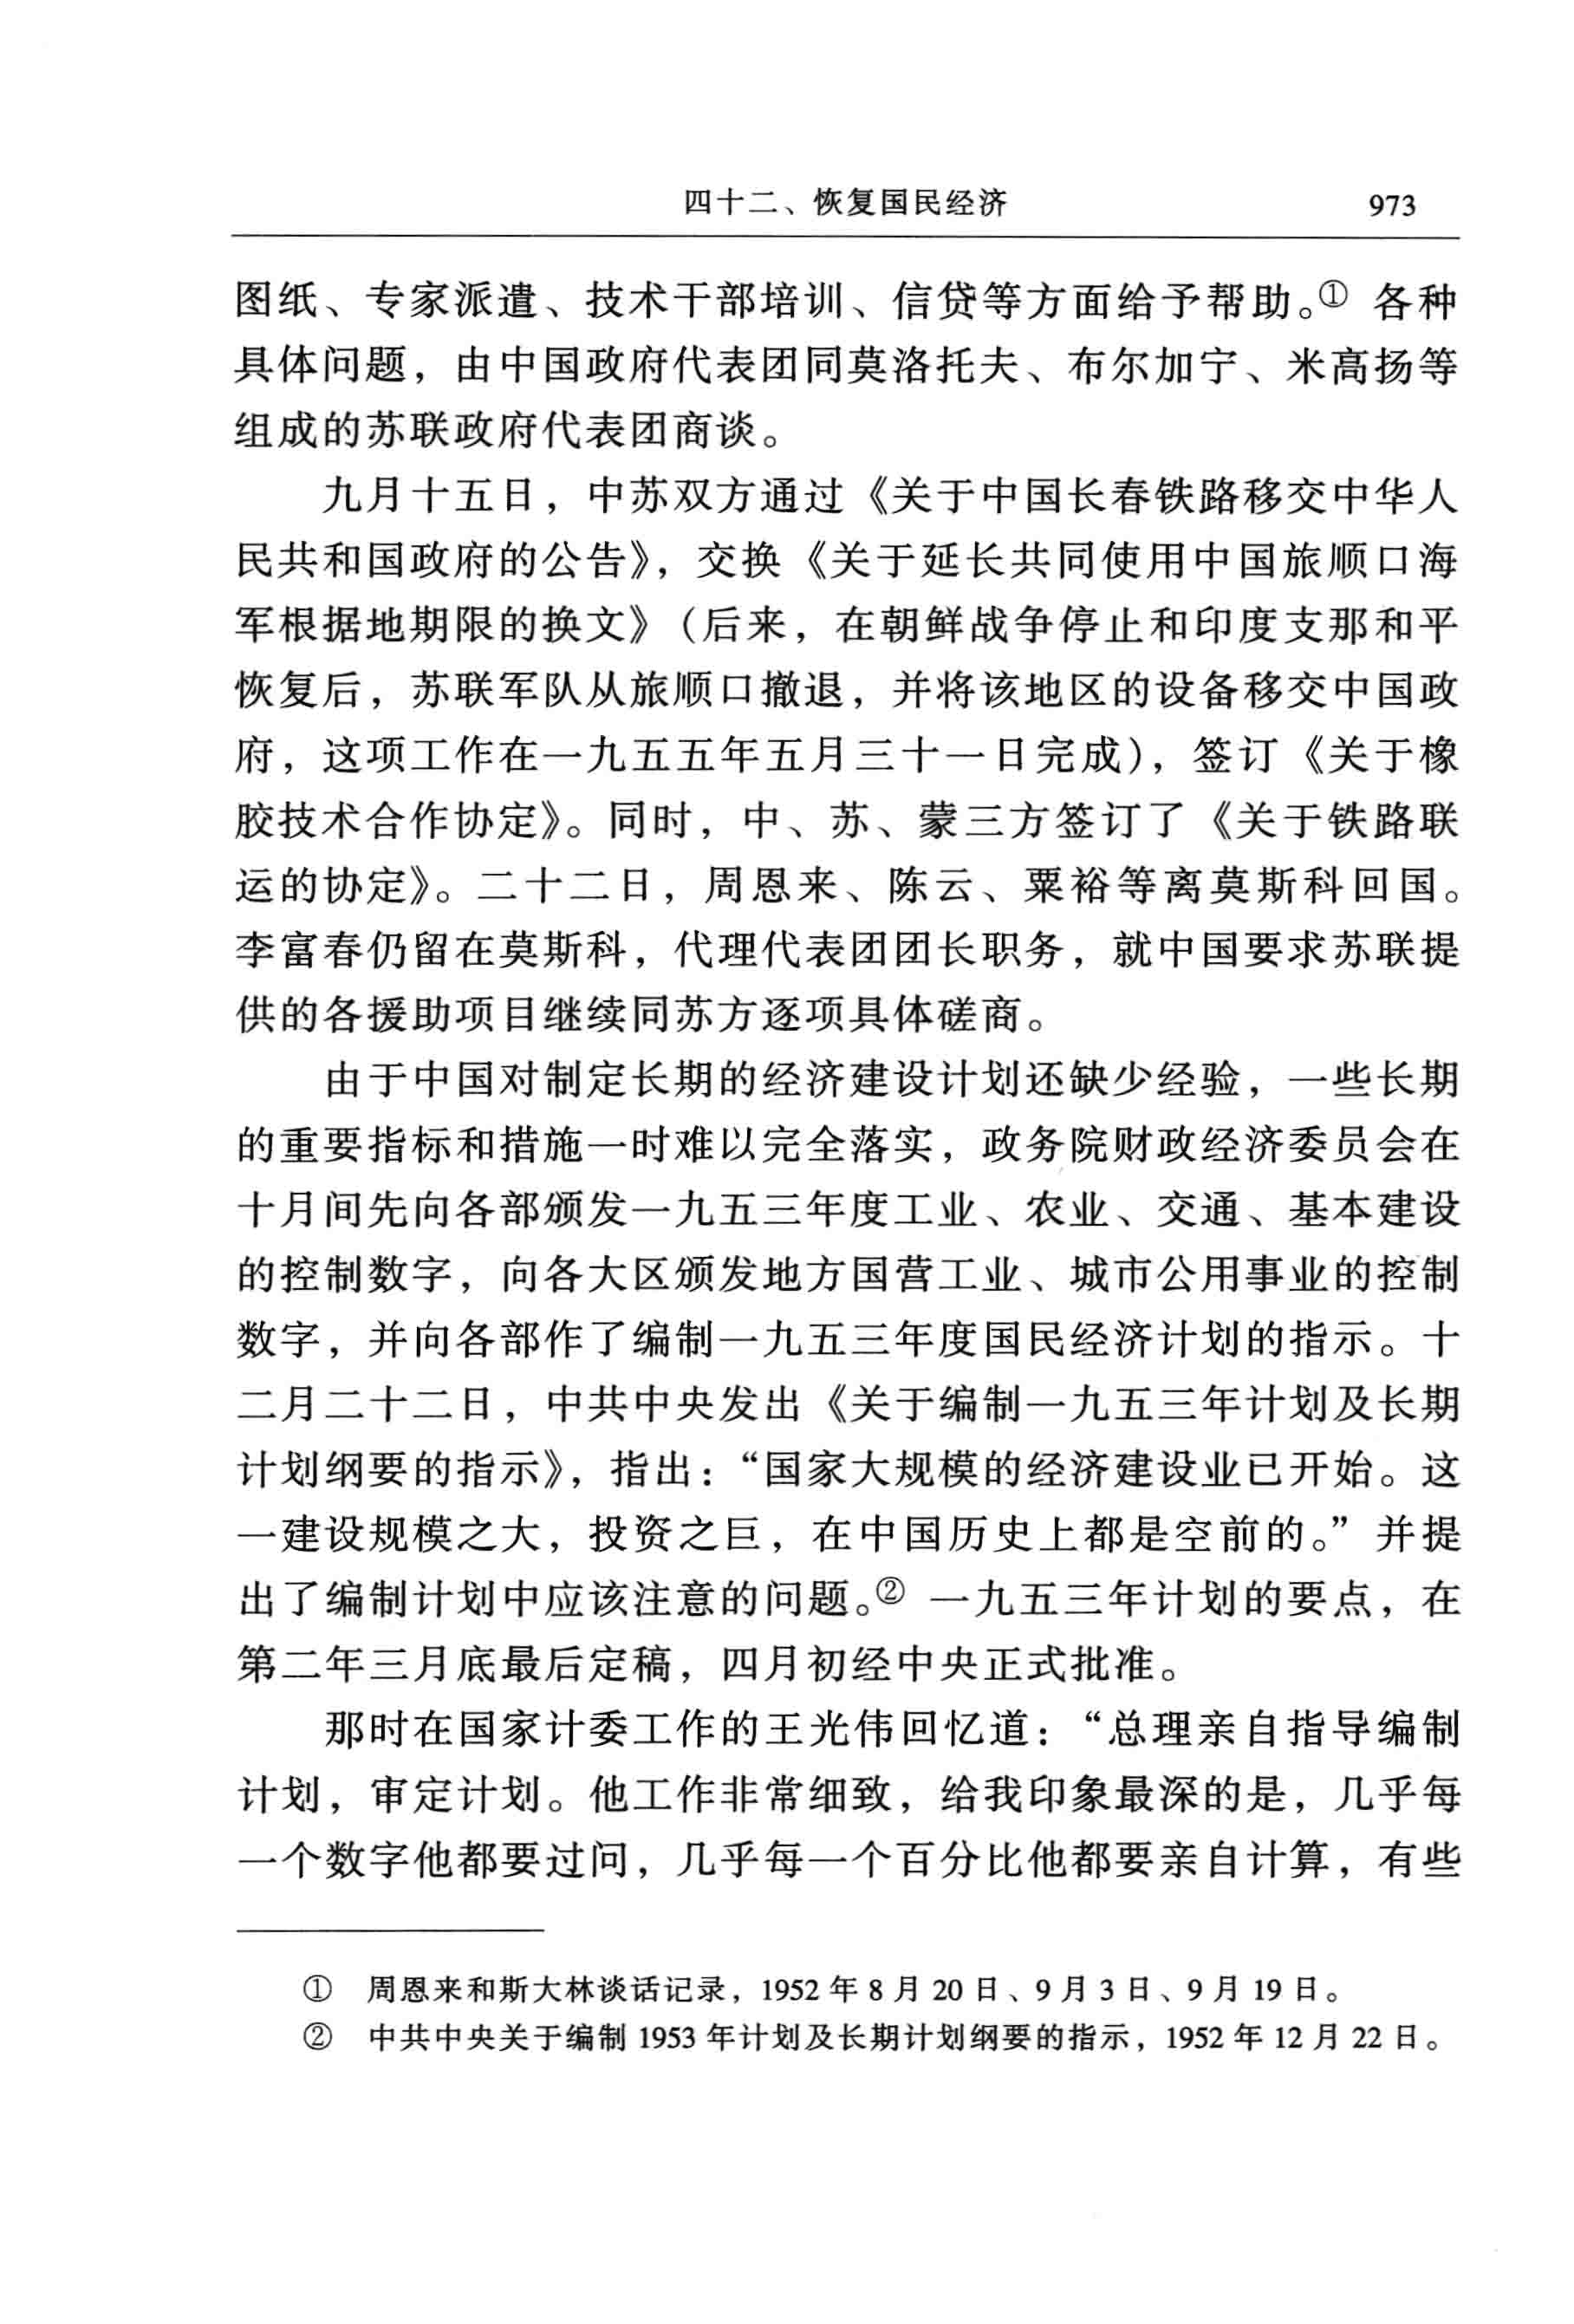 四十二、恢复国民经济 973
图纸、专家派遣、技术干部培训、信贷等方面给予帮助。① 各种
具体问题，由中国政府代表团同莫洛托夫、布尔加宁、米高扬等
组成的苏联政府代表团商谈。
九月十五日，中苏双方通过《关于中国长春铁路移交中华人
民共和国政府的公告》，交换《关于延长共同使用中国旅顺口海
军根据地期限的换文》（后来，在朝鲜战争停止和印度支那和平
恢复后，苏联军队从旅顺口撤退，并将该地区的设备移交中国政
府，这项工作在一九五五年五月三十一日完成），签订《关于橡
胶技术合作协定》。同时，中、苏、蒙三方签订了《关于铁路联
运的协定》。二十二日，周恩来、陈云、粟裕等离莫斯科回国。
李富春仍留在莫斯科，代理代表团团长职务，就中国要求苏联提
供的各援助项目继续同苏方逐项具体磋商。
由于中国对制定长期的经济建设计划还缺少经验，一些长期
的重要指标和措施一时难以完全落实，政务院财政经济委员会在
十月间先向各部颁发一九五三年度工业、农业、交通、基本建设
的控制数字，向各大区颁发地方国营工业、城市公用事业的控制
数字，并向各部作了编制一九五三年度国民经济计划的指示。十
二月二十二日，中共中央发出《关于编制一九五三年计划及长期
计划纲要的指示》，指出：“国家大规模的经济建设业已开始。这
一建设规模之大，投资之巨，在中国历史上都是空前的。”并提
出了编制计划中应该注意的问题。② 一九五三年计划的要点，在
第二年三月底最后定稿，四月初经中央正式批准。
那时在国家计委工作的王光伟回忆道：“总理亲自指导编制
计划，审定计划。他工作非常细致，给我印象最深的是，几乎每
一个数字他都要过问，几乎每一个百分比他都要亲自计算，有些
① 周恩来和斯大林谈话记录，1952 年 8 月 20 日、9 月 3 日、9 月 19 日。
② 中共中央关于编制 1953 年计划及长期计划纲要的指示，1952 年 12 月 22 日。